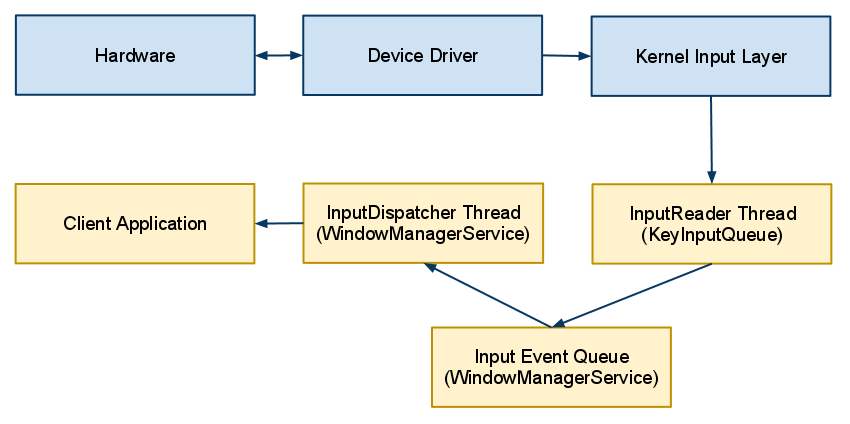 Hardware
Device Driver
Kernel Input Layer
Client Application
InputDispatcher Thread
(WindowManagerService)
InputReader Thread
(KeyInputQueue)
Input Event Queue
(WindowManagerService)